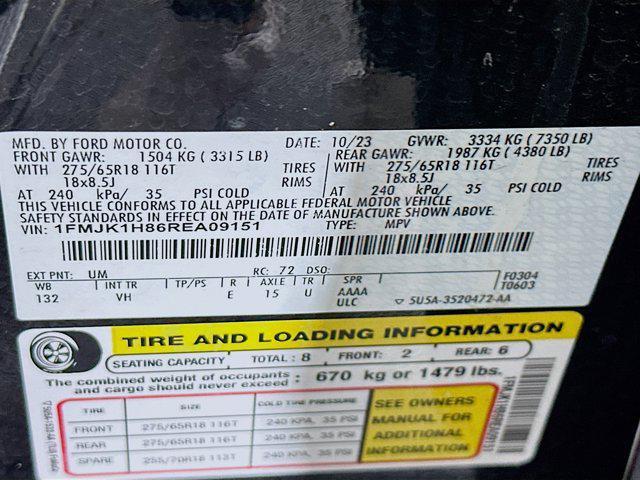 MFD. BY FORD MOTOR CO. DATE: 10/23 GVWR: 3334 KG ( 7350 LB)
FRONT GAWR: 1504 KG ( 3315 LB) REAR GAWR: 1987 KG ( 4380 LB)
WITH 275/65R18 116T TIRES WITH 275/65R18 116T TIRES
18x8.5J RIMS 18x8.5J RIMS
AT 240 kPa/ 35 PSI COLD AT 240 kPa/ 35 PSI COLD
THIS VEHICLE CONFORMS TO ALL APPLICABLE FEDERAL MOTOR VEHICLE
SAFETY STANDARDS IN EFFECT ON THE DATE OF MANUFACTURE SHOWN ABOVE.
VIN: 1FMJK1H86REA09151 TYPE: MPV
EXT PNT: UM RC: 72 DSO: F0304
WB INT TR TP/PS R AXLE TR SPR T0603
132 VH E 15 U AAAA
ULC ▽ 5U5A-3520472-AA
TIRE AND LOADING INFORMATION
SEATING CAPACITY TOTAL: 8 FRONT: 2 REAR: 6
The combined weight of occupants and cargo should never exceed: 670 kg or 1479 lbs.
TIRE SIZE COLD TIRE PRESSURE
FRONT 275/65R18 116T 240 KPA, 35 PSI
REAR 275/65R18 116T 240 KPA, 35 PSI
SPARE 255/70R18 113T 240 KPA, 35 PSI
SEE OWNERS
MANUAL FOR
ADDITIONAL
INFORMATION